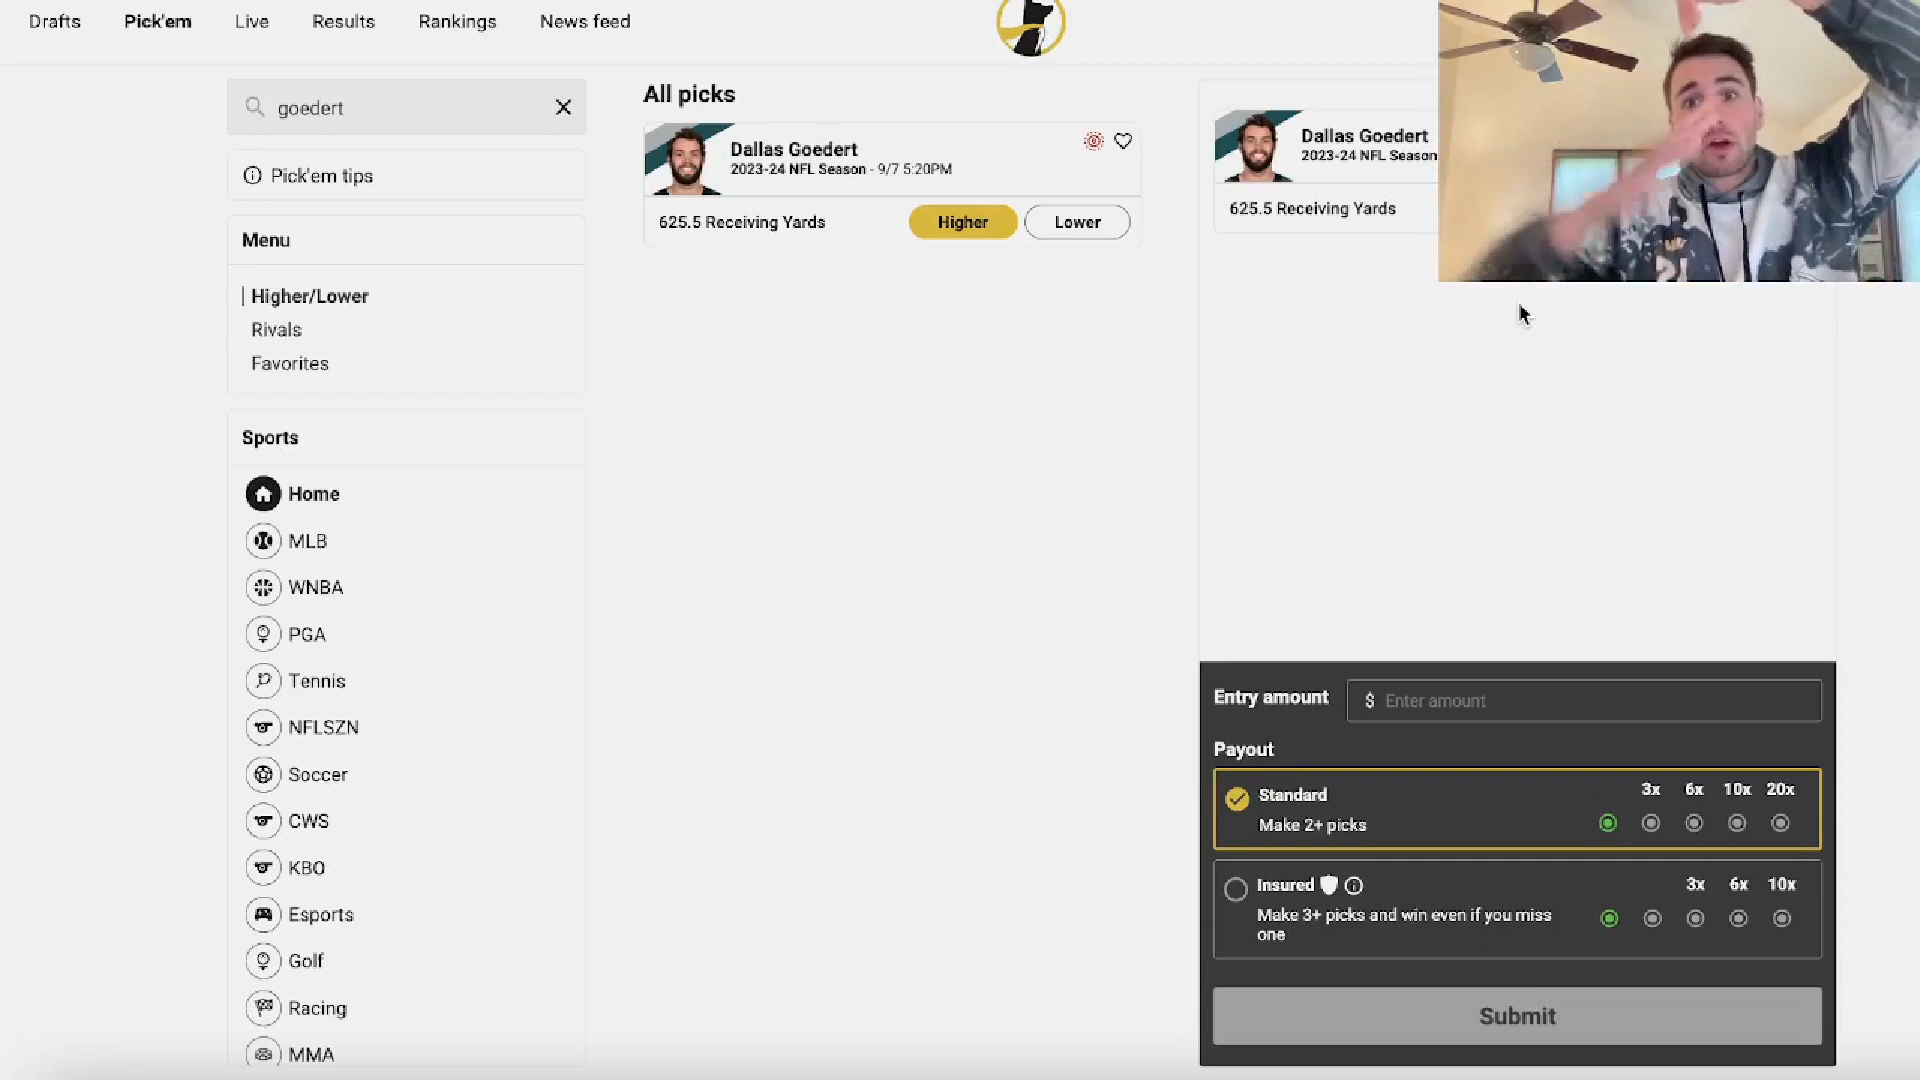 Drafts
Pick'em
Live
Results
Rankings
News feed
goedert
Pick'em tips
Menu
Higher/Lower
Rivals
Favorites
Sports
Home
MLB
WNBA
PGA
Tennis
NFLSZN
Soccer
CWS
KBO
Esports
Golf
Racing
MMA
All picks
Dallas Goedert
2023-24 NFL Season - 9/7 5:20PM
625.5 Receiving Yards
Higher
Lower
Dallas Goedert
2023-24 NFL Season
625.5 Receiving Yards
Entry amount
$ Enter amount
Payout
Standard
Make 2+ picks
3x 6x 10x 20x
Insured
Make 3+ picks and win even if you miss
one
3x 6x 10x
Submit